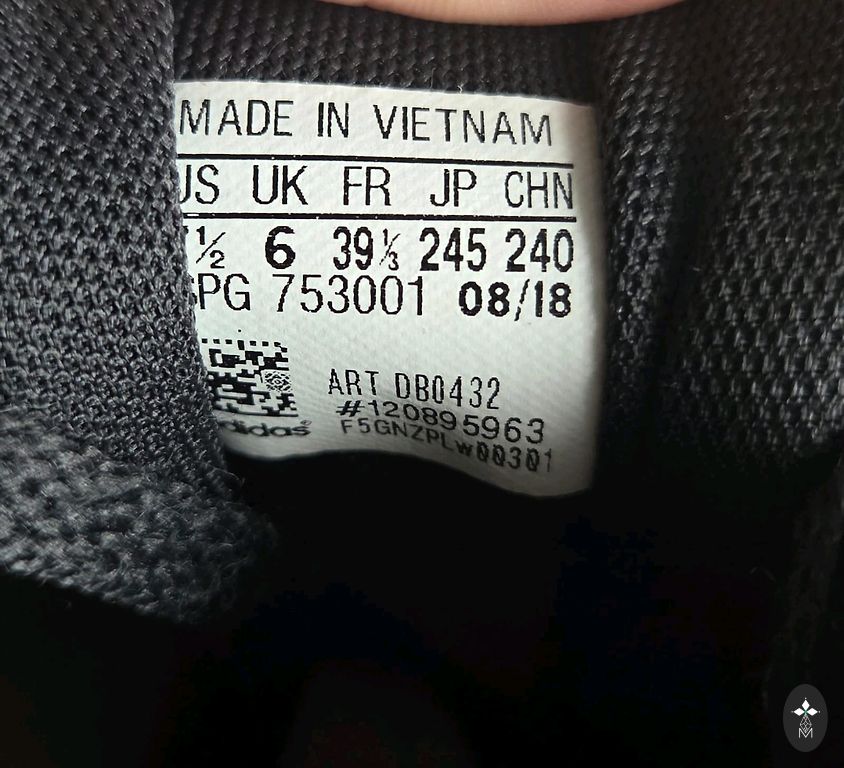 MADE IN VIETNAM
US UK FR JP CHN
½ 6 39⅓ 245 240
PG 753001 08/18
ART DB0432
#120895963
adidas F5GNZPLw00301
M